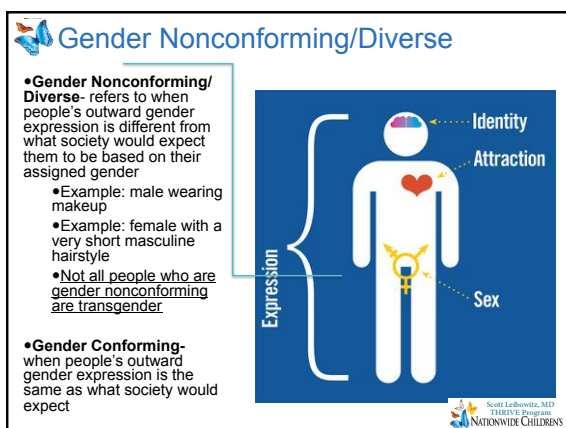 Gender Nonconforming/Diverse
•Gender Nonconforming/
Diverse- refers to when
people's outward gender
expression is different from
what society would expect
them to be based on their
assigned gender
•Example: male wearing
makeup
•Example: female with a
very short masculine
hairstyle
•Not all people who are
gender nonconforming
are transgender
•Gender Conforming-
when people's outward
gender expression is the
same as what society would
expect
Expression
Identity
Attraction
Sex
Scott Leibowitz, MD
THRIVE Program
NATIONWIDE CHILDREN'S